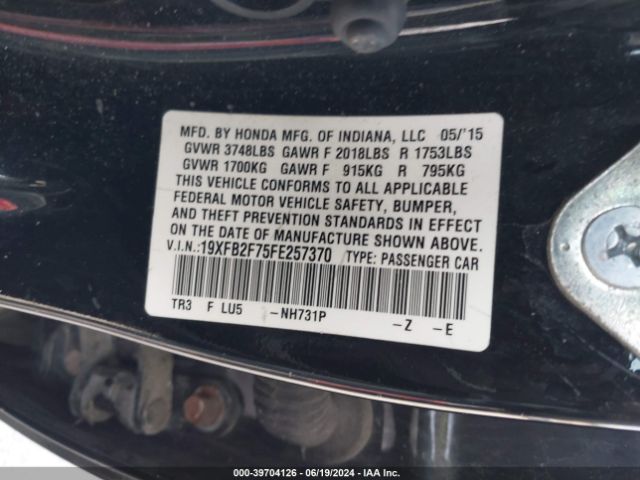 MFD. BY HONDA MFG. OF INDIANA, LLC 05/'15
GVWR 3748LBS GAWR F 2018LBS R 1753LBS
GVWR 1700KG GAWR F 915KG R 795KG
THIS VEHICLE CONFORMS TO ALL APPLICABLE
FEDERAL MOTOR VEHICLE SAFETY, BUMPER,
AND THEFT PREVENTION STANDARDS IN EFFECT
ON THE DATE OF MANUFACTURE SHOWN ABOVE.
V.I.N.: 19XFB2F75FE257370 TYPE: PASSENGER CAR
TR3 F LU5 -NH731P -Z -E
000-39704126 - 06/19/2024 - IAA Inc.